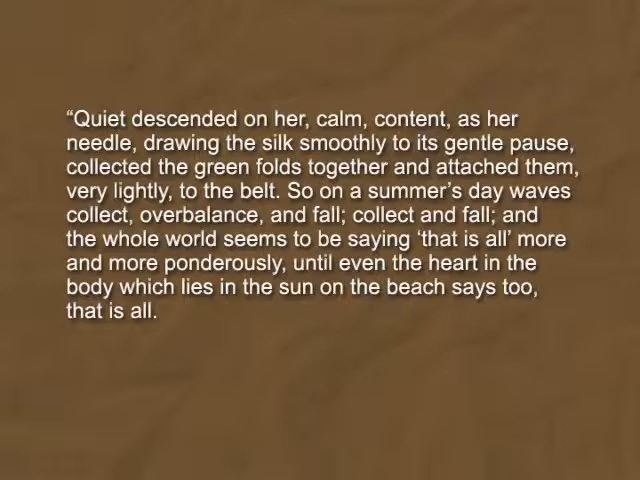 “Quiet descended on her, calm, content, as her
needle, drawing the silk smoothly to its gentle pause,
collected the green folds together and attached them,
very lightly, to the belt. So on a summer’s day waves
collect, overbalance, and fall; collect and fall; and
the whole world seems to be saying ‘that is all’ more
and more ponderously, until even the heart in the
body which lies in the sun on the beach says too,
that is all.